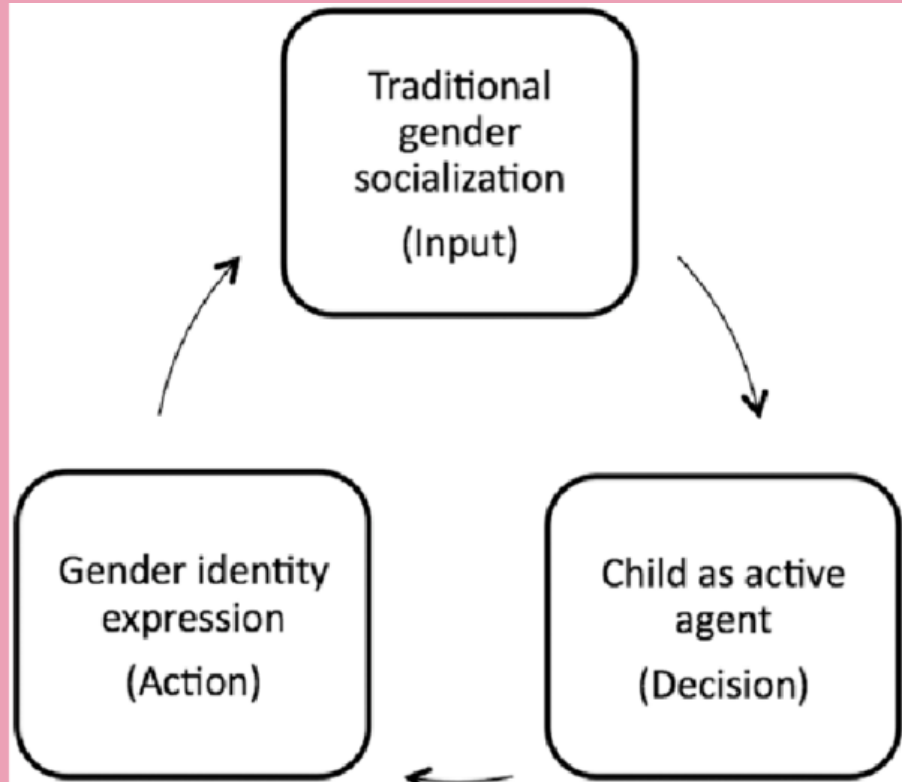 Traditional
gender
socialization
(Input)
Gender identity
expression
(Action)
Child as active
agent
(Decision)